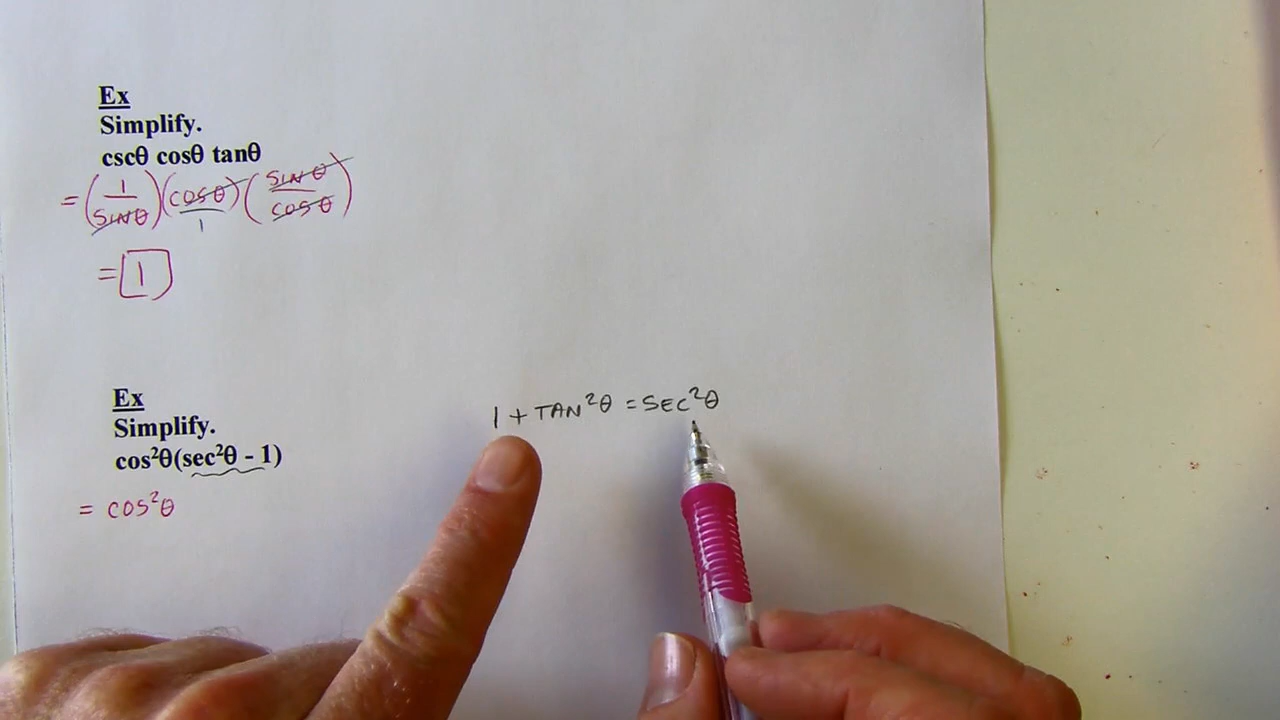 Ex
Simplify.
cscθ cosθ tanθ
= (1/SINθ)(COSθ/1)(SINθ/COSθ)
= 1
Ex
Simplify.
cos²θ(sec²θ - 1)
= COS²θ
1 + TAN²θ = SEC²θ